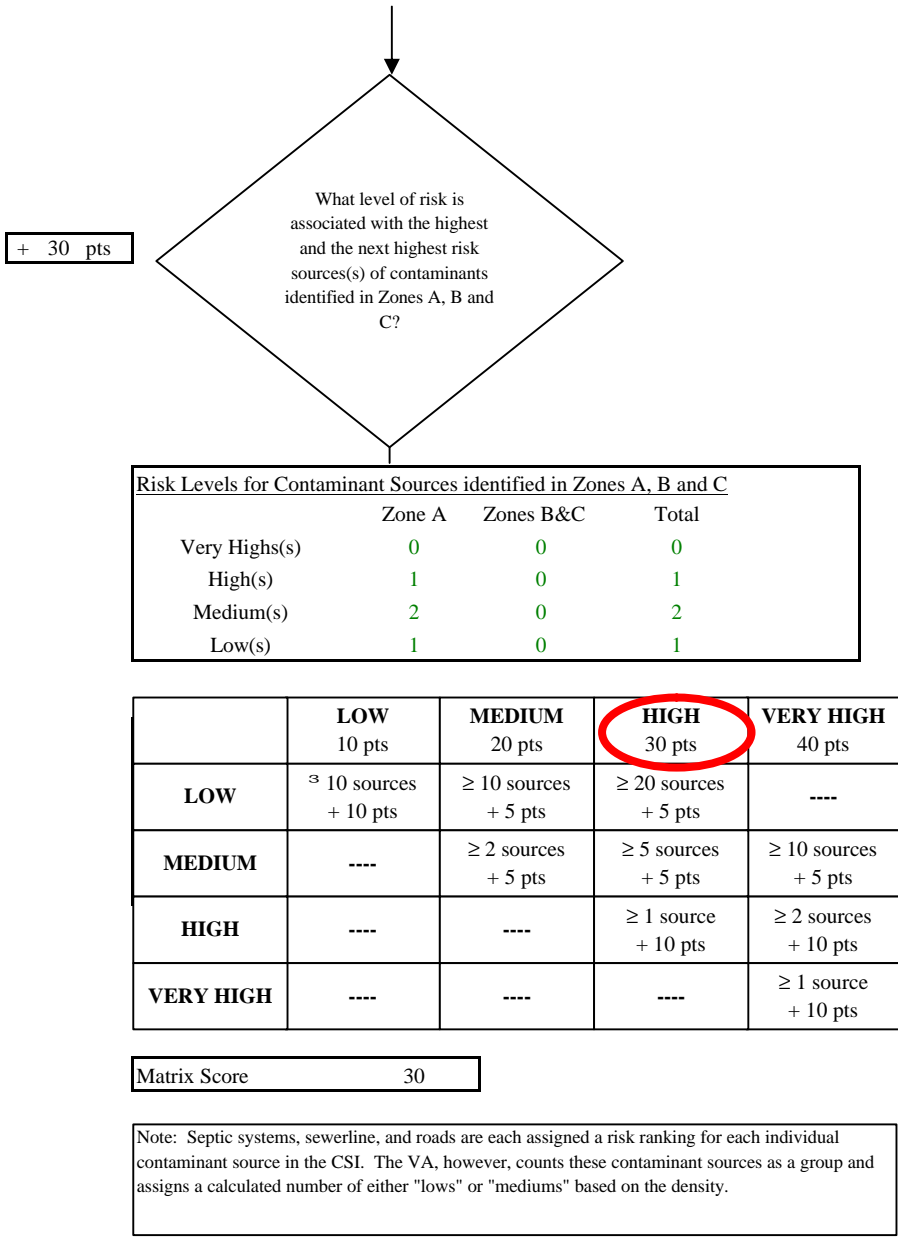 What level of risk is
associated with the highest
and the next highest risk
sources(s) of contaminants
identified in Zones A, B and
C?
+ 30 pts
Risk Levels for Contaminant Sources identified in Zones A, B and C
Zone A Zones B&C Total
Very Highs(s) 0 0 0
High(s) 1 0 1
Medium(s) 2 0 2
Low(s) 1 0 1
LOW MEDIUM HIGH VERY HIGH
10 pts 20 pts 30 pts 40 pts
LOW ³ 10 sources ≥ 10 sources ≥ 20 sources ----
+ 10 pts + 5 pts + 5 pts
MEDIUM ---- ≥ 2 sources ≥ 5 sources ≥ 10 sources
+ 5 pts + 5 pts + 5 pts
HIGH ---- ---- ≥ 1 source ≥ 2 sources
+ 10 pts + 10 pts
VERY HIGH ---- ---- ---- ≥ 1 source
+ 10 pts
Matrix Score 30
Note: Septic systems, sewerline, and roads are each assigned a risk ranking for each individual
contaminant source in the CSI. The VA, however, counts these contaminant sources as a group and
assigns a calculated number of either "lows" or "mediums" based on the density.